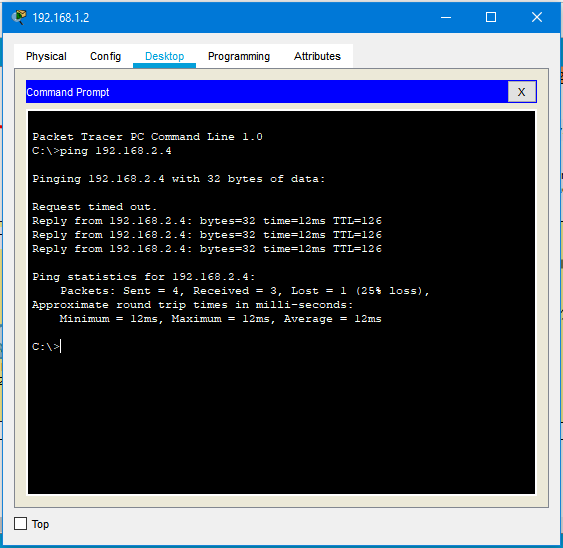 192.168.1.2
Physical Config Desktop Programming Attributes
Command Prompt X
Packet Tracer PC Command Line 1.0
C:\>ping 192.168.2.4
Pinging 192.168.2.4 with 32 bytes of data:
Request timed out.
Reply from 192.168.2.4: bytes=32 time=12ms TTL=126
Reply from 192.168.2.4: bytes=32 time=12ms TTL=126
Reply from 192.168.2.4: bytes=32 time=12ms TTL=126
Ping statistics for 192.168.2.4:
Packets: Sent = 4, Received = 3, Lost = 1 (25% loss),
Approximate round trip times in milli-seconds:
Minimum = 12ms, Maximum = 12ms, Average = 12ms
C:\>
Top